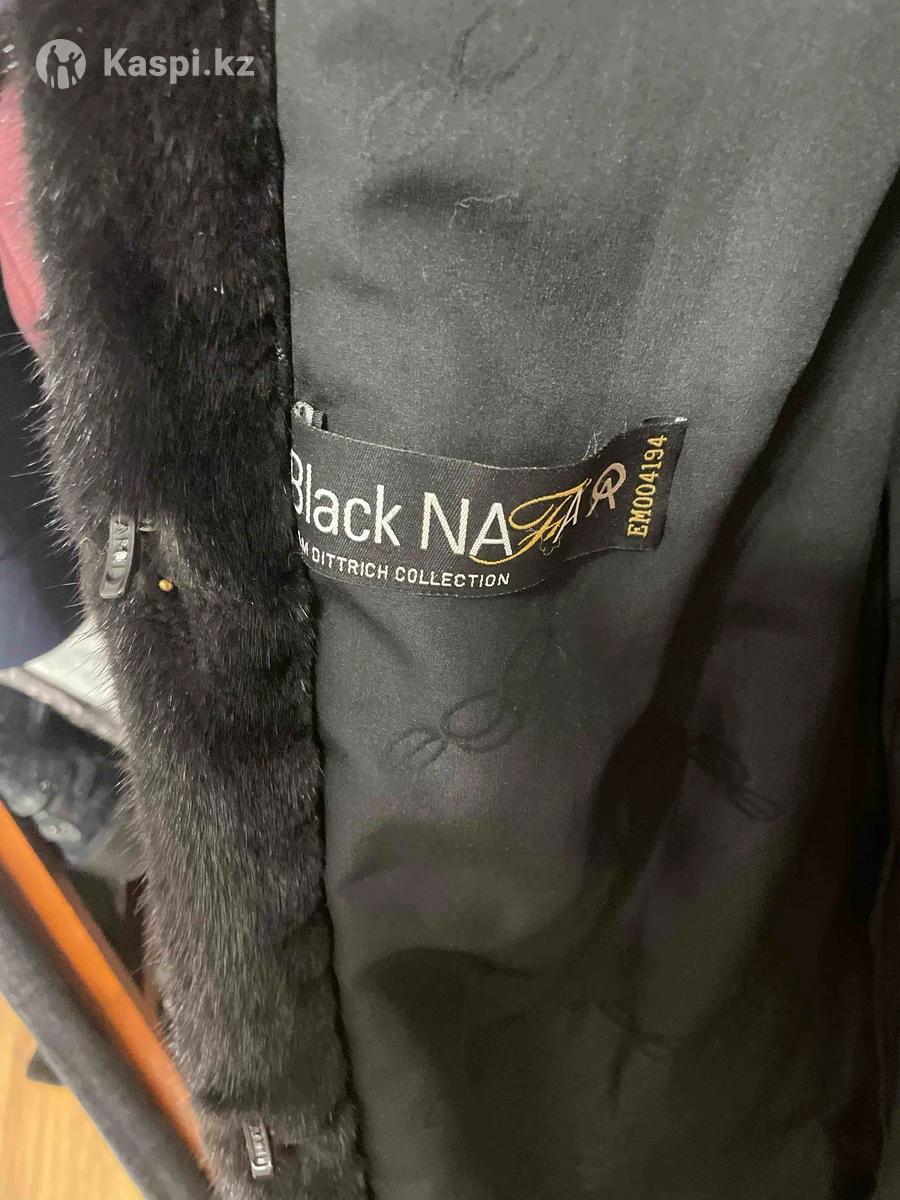 Kaspi.kz
Black NAFA
EM004194
M DITTRICH COLLECTION